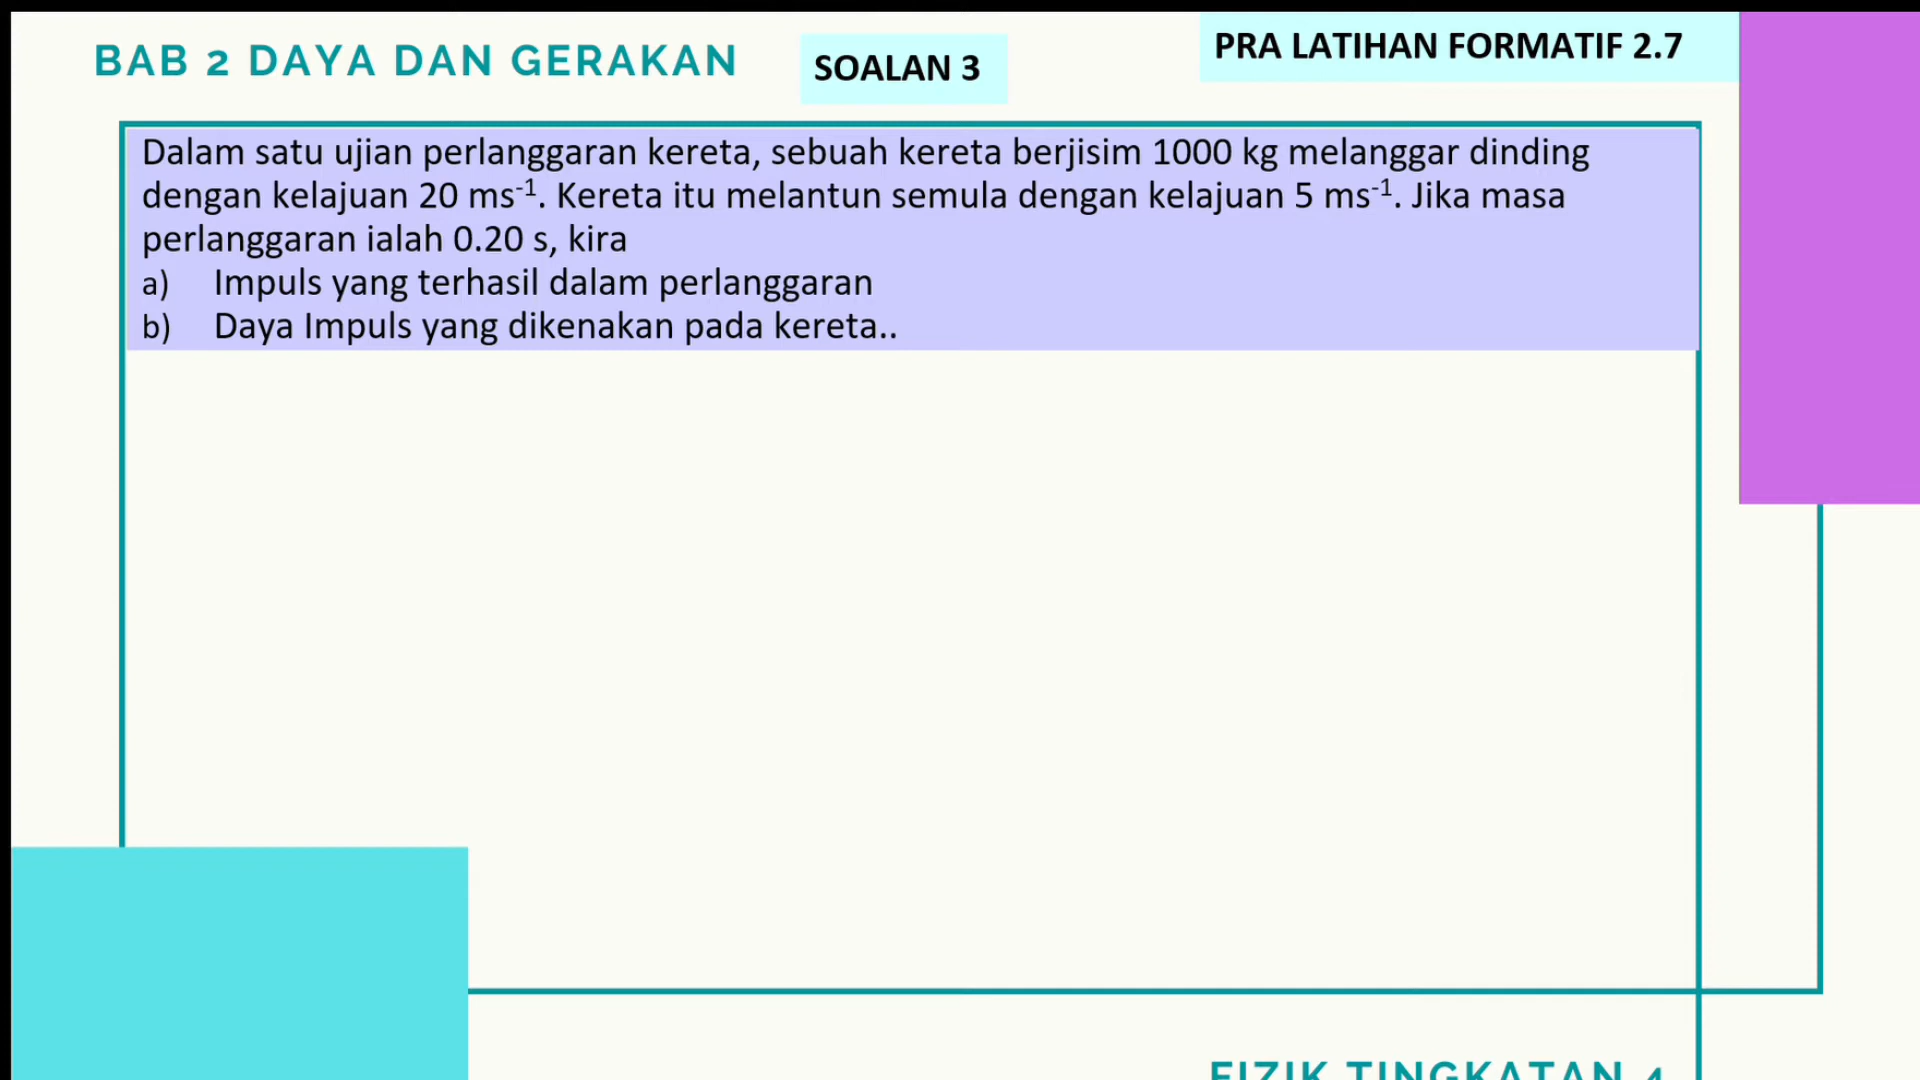 BAB 2 DAYA DAN GERAKAN
SOALAN 3
PRA LATIHAN FORMATIF 2.7
Dalam satu ujian perlanggaran kereta, sebuah kereta berjisim 1000 kg melanggar dinding
dengan kelajuan 20 ms⁻¹. Kereta itu melantun semula dengan kelajuan 5 ms⁻¹. Jika masa
perlanggaran ialah 0.20 s, kira
a) Impuls yang terhasil dalam perlanggaran
b) Daya Impuls yang dikenakan pada kereta..
FIZIK TINGKATAN 4